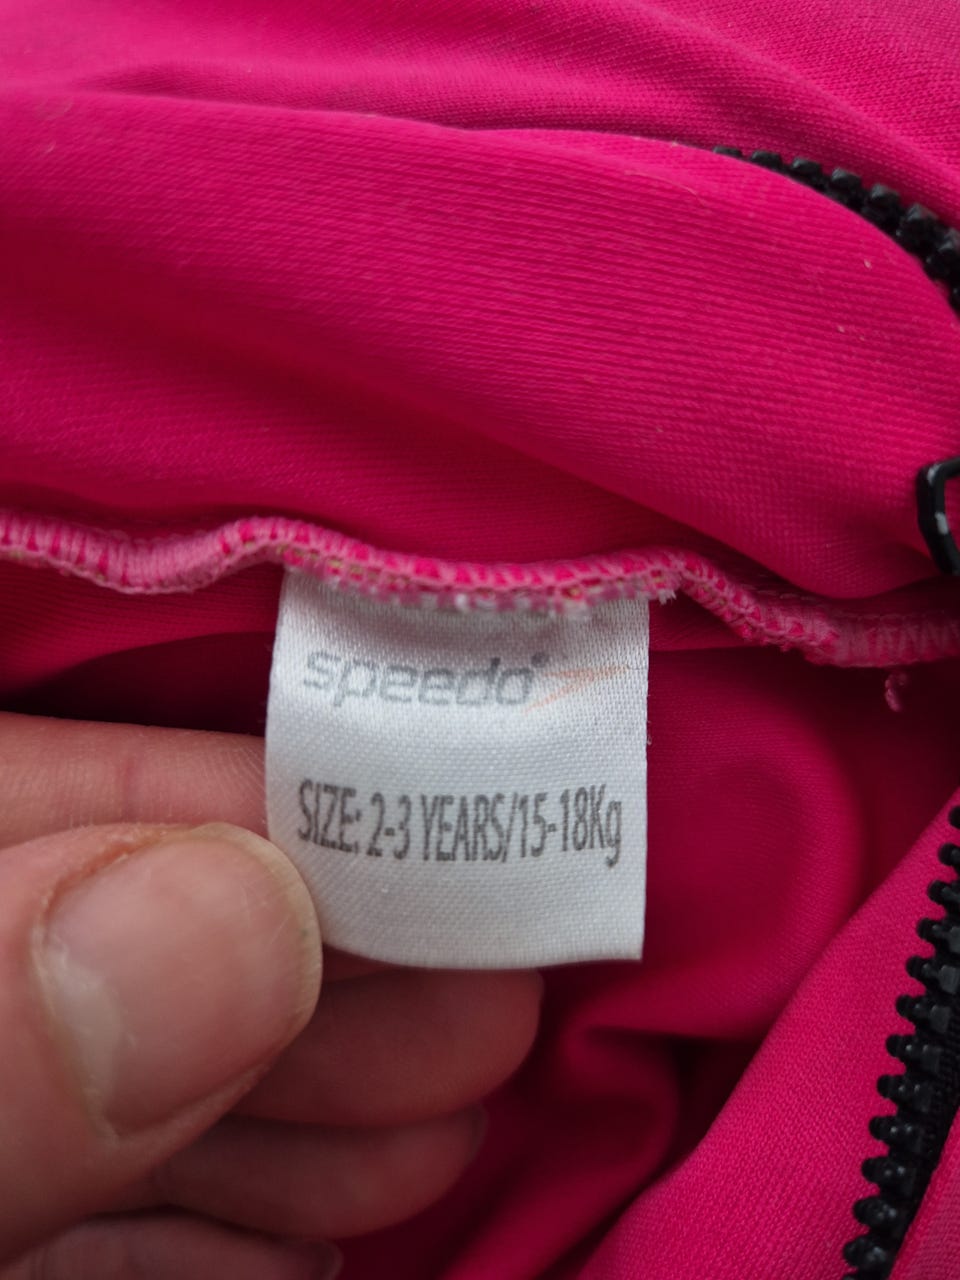 speedo®
SIZE: 2-3 YEARS/15-18Kg